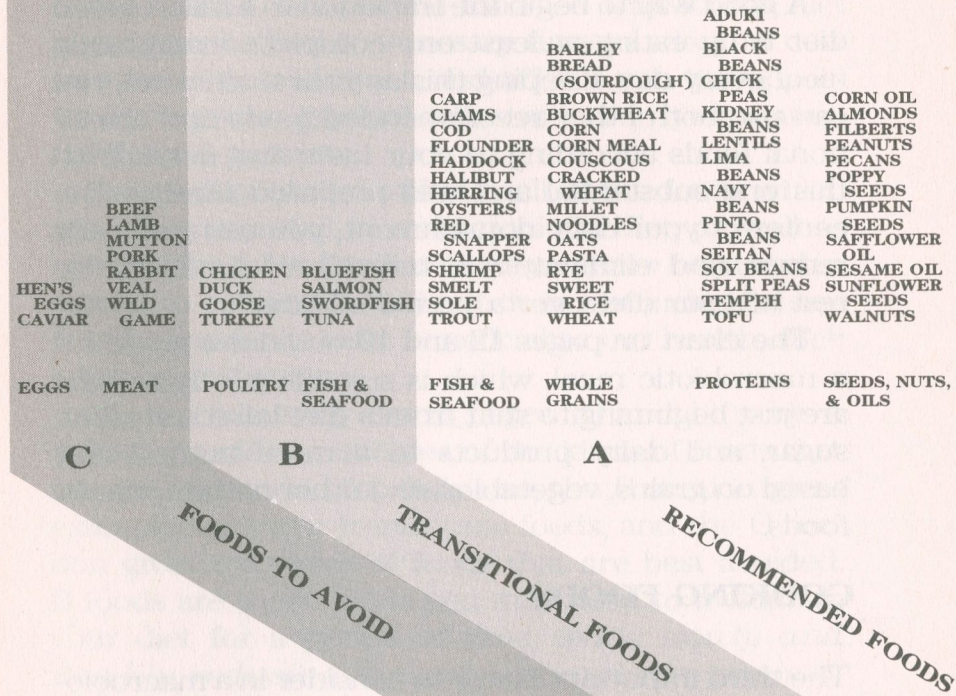 HEN'S
EGGS
CAVIAR
EGGS
BEEF
LAMB
MUTTON
PORK
RABBIT
VEAL
WILD
GAME
MEAT
CHICKEN
DUCK
GOOSE
TURKEY
POULTRY
BLUEFISH
SALMON
SWORDFISH
TUNA
FISH &
SEAFOOD
CARP
CLAMS
COD
FLOUNDER
HADDOCK
HALIBUT
HERRING
OYSTERS
RED
SNAPPER
SCALLOPS
SHRIMP
SMELT
SOLE
TROUT
FISH &
SEAFOOD
BARLEY
BREAD
(SOURDOUGH)
BROWN RICE
BUCKWHEAT
CORN
CORN MEAL
COUSCOUS
CRACKED
WHEAT
MILLET
NOODLES
OATS
PASTA
RYE
SWEET
RICE
WHEAT
WHOLE
GRAINS
ADUKI
BEANS
BLACK
BEANS
CHICK
PEAS
KIDNEY
BEANS
LENTILS
LIMA
BEANS
NAVY
BEANS
PINTO
BEANS
SEITAN
SOY BEANS
SPLIT PEAS
TEMPEH
TOFU
PROTEINS
CORN OIL
ALMONDS
FILBERTS
PEANUTS
PECANS
POPPY
SEEDS
PUMPKIN
SEEDS
SAFFLOWER
OIL
SESAME OIL
SUNFLOWER
SEEDS
WALNUTS
SEEDS, NUTS,
& OILS
C
B
A
FOODS TO AVOID
TRANSITIONAL FOODS
RECOMMENDED FOODS